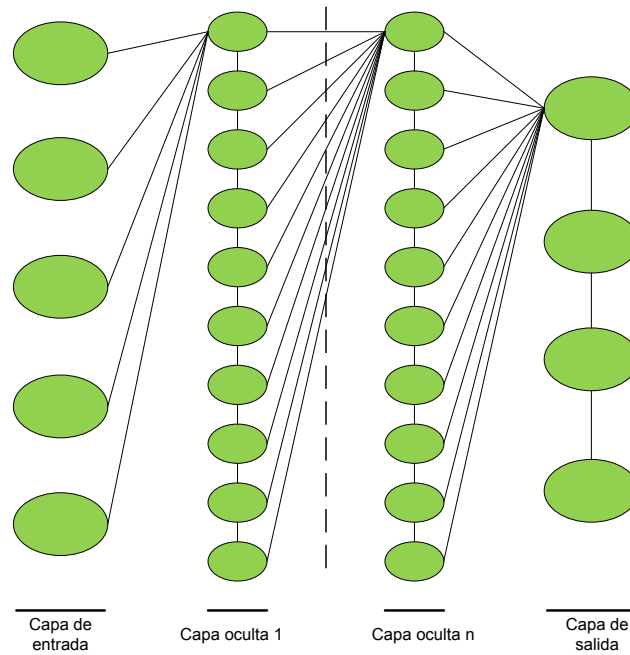 Capa de
entrada
Capa oculta 1
Capa oculta n
Capa de
salida